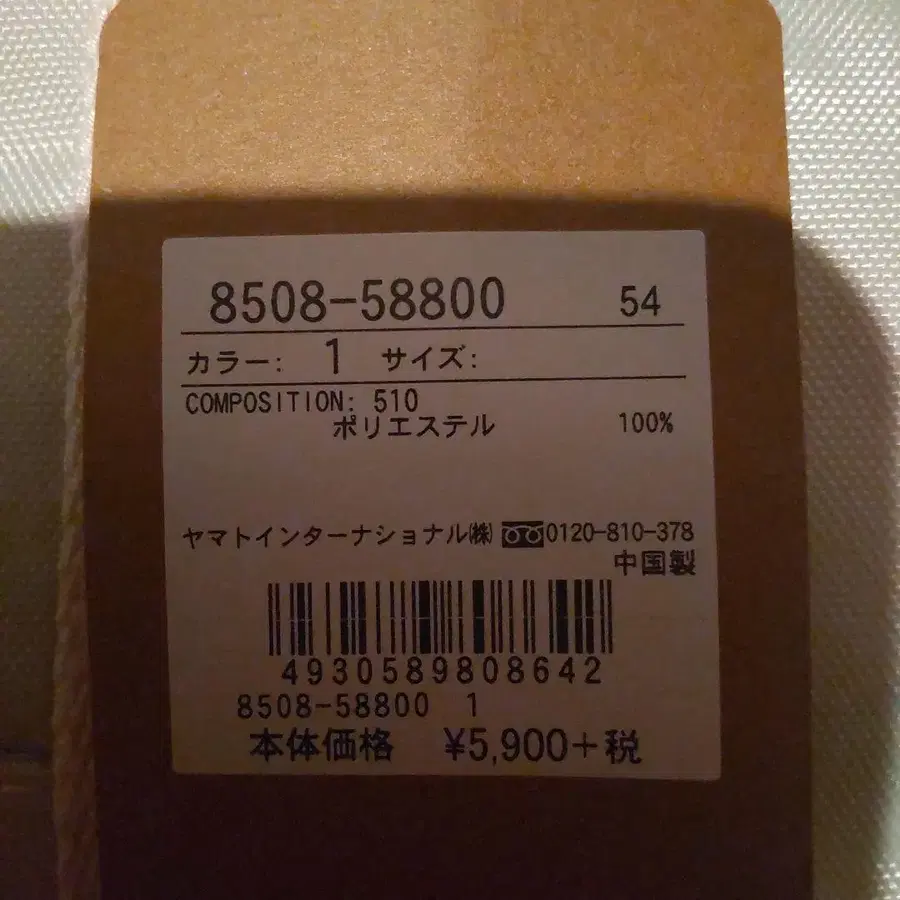 8508-58800 54
カラー: 1 サイズ:
COMPOSITION: 510
ポリエステル 100%
ヤマトインターナショナル㈱ 0120-810-378
中国製
4930589808642
8508-58800 1
本体価格 ¥5,900+税